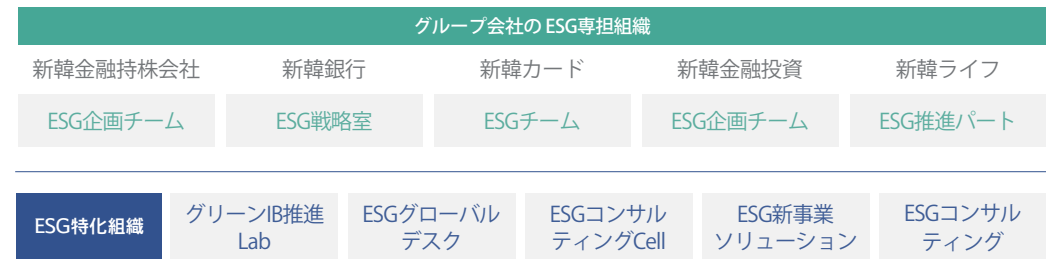 グループ会社の ESG専担組織
新韓金融持株会社 新韓銀行 新韓カード 新韓金融投資 新韓ライフ
ESG企画チーム ESG戦略室 ESGチーム ESG企画チーム ESG推進パート
ESG特化組織
グリーンIB推進
Lab
ESGグローバル
デスク
ESGコンサル
ティングCell
ESG新事業
ソリューション
ESGコンサル
ティング